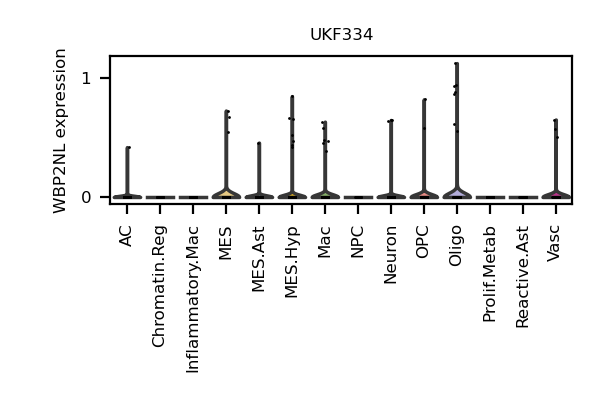 UKF334
WBP2NL expression
1
0
AC
Chromatin.Reg
Inflammatory.Mac
MES
MES.Ast
MES.Hyp
Mac
NPC
Neuron
OPC
Oligo
Prolif.Metab
Reactive.Ast
Vasc